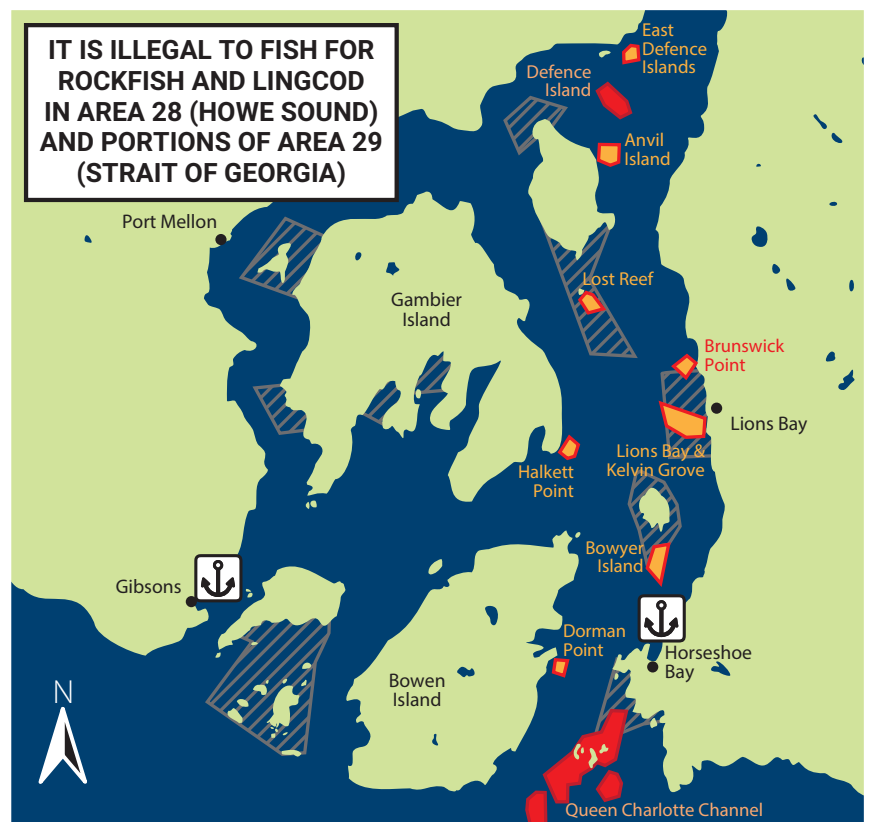 IT IS ILLEGAL TO FISH FOR
ROCKFISH AND LINGCOD
IN AREA 28 (HOWE SOUND)
AND PORTIONS OF AREA 29
(STRAIT OF GEORGIA)
East
Defence
Islands
Defence
Island
Anvil
Island
Port Mellon
Lost Reef
Gambier
Island
Brunswick
Point
Lions Bay
Lions Bay &
Kelvin Grove
Halkett
Point
Bowyer
Island
Gibsons
Dorman
Point
Horseshoe
Bay
Bowen
Island
N
Queen Charlotte Channel